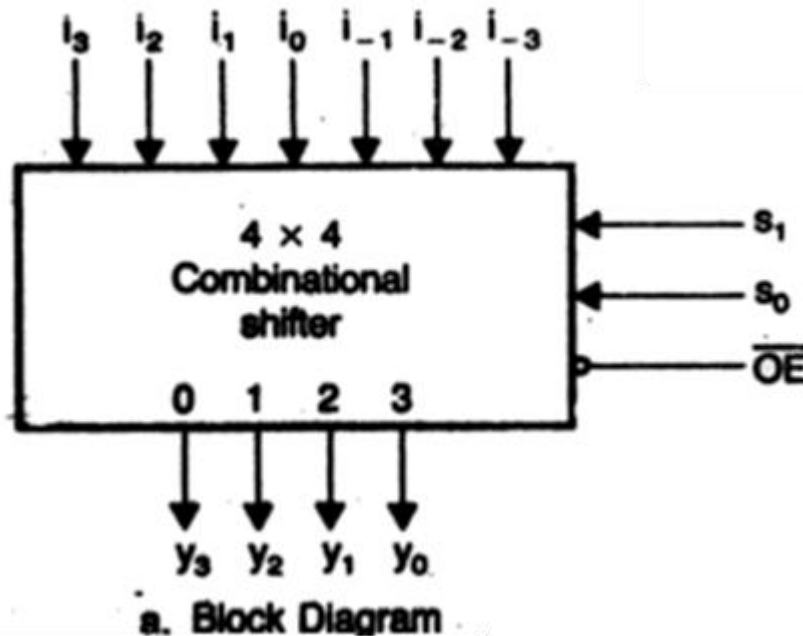 i₃ i₂ i₁ i₀ i₋₁ i₋₂ i₋₃
s₁
4 × 4
Combinational
s₀
shifter
O̅E̅
0 1 2 3
y₃ y₂ y₁ y₀
a. Block Diagram